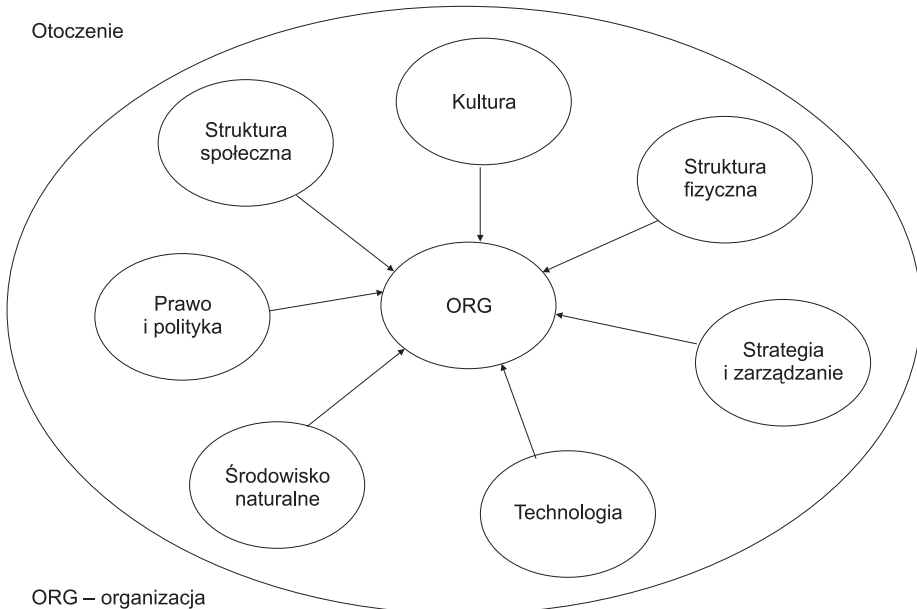 Otoczenie
Kultura
Struktura
społeczna
Struktura
fizyczna
Prawo
i polityka
ORG
Strategia
i zarządzanie
Środowisko
naturalne
Technologia
ORG – organizacja